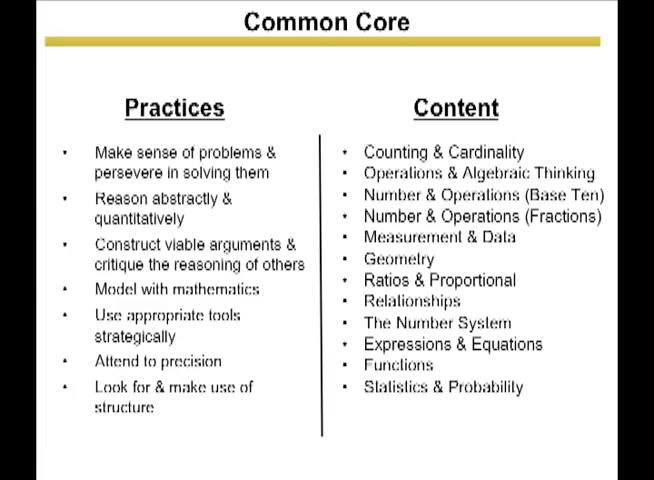 Common Core
Practices
• Make sense of problems &
persevere in solving them
• Reason abstractly &
quantitatively
• Construct viable arguments &
critique the reasoning of others
• Model with mathematics
• Use appropriate tools
strategically
• Attend to precision
• Look for & make use of
structure
Content
• Counting & Cardinality
• Operations & Algebraic Thinking
• Number & Operations (Base Ten)
• Number & Operations (Fractions)
• Measurement & Data
• Geometry
• Ratios & Proportional
• Relationships
• The Number System
• Expressions & Equations
• Functions
• Statistics & Probability